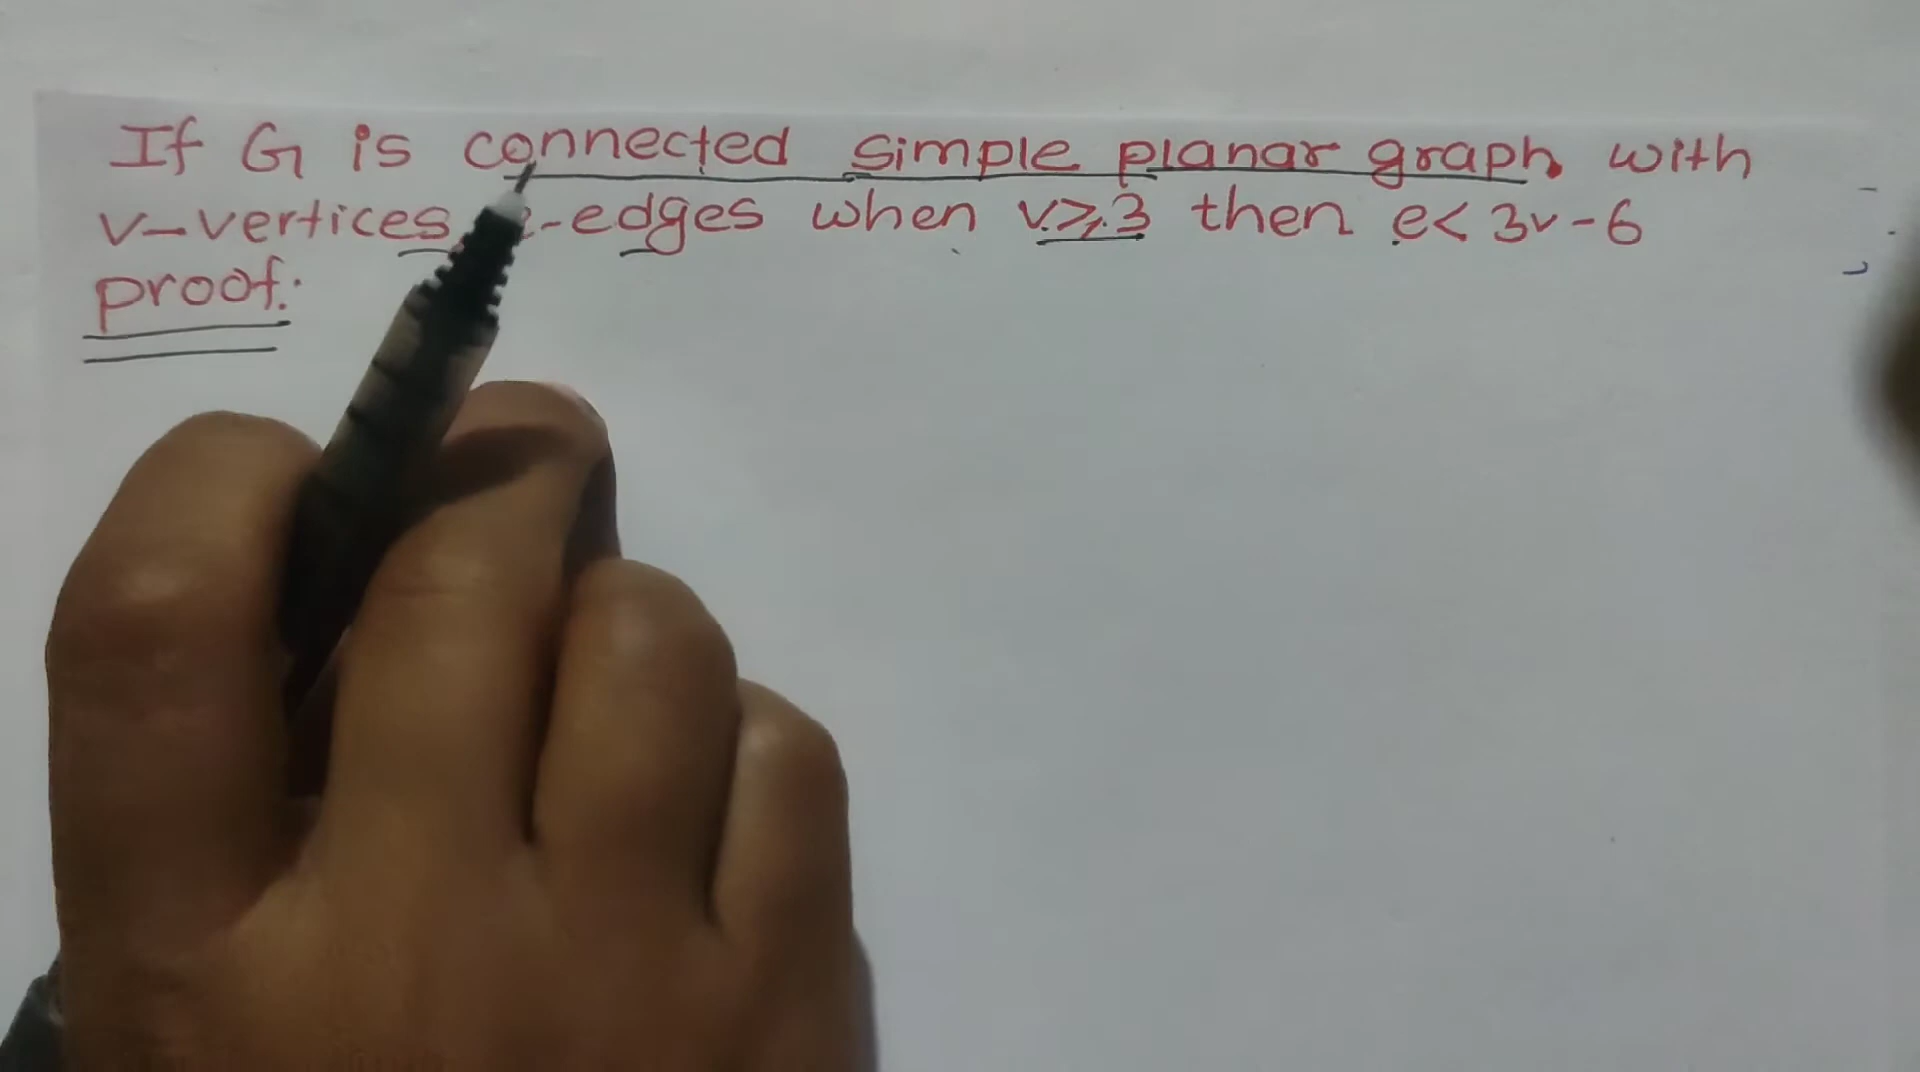 If G is connected simple planar graph. with
v-vertices, -edges when v≥3 then e< 3v-6
proof: